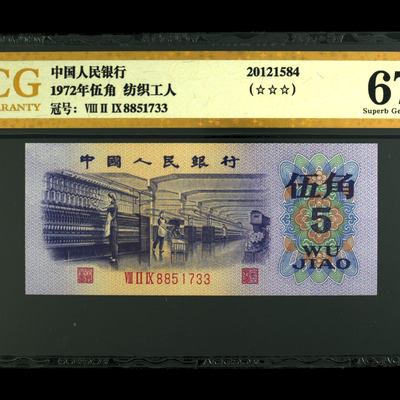 CG
RANTY
中国人民银行
1972年伍角 纺织工人
冠号: Ⅷ Ⅱ Ⅸ 8851733
20121584
(☆☆☆)
67
Superb Ge
中國人民銀行
伍角
5
WU
JIAO
Ⅷ Ⅱ Ⅸ 8851733